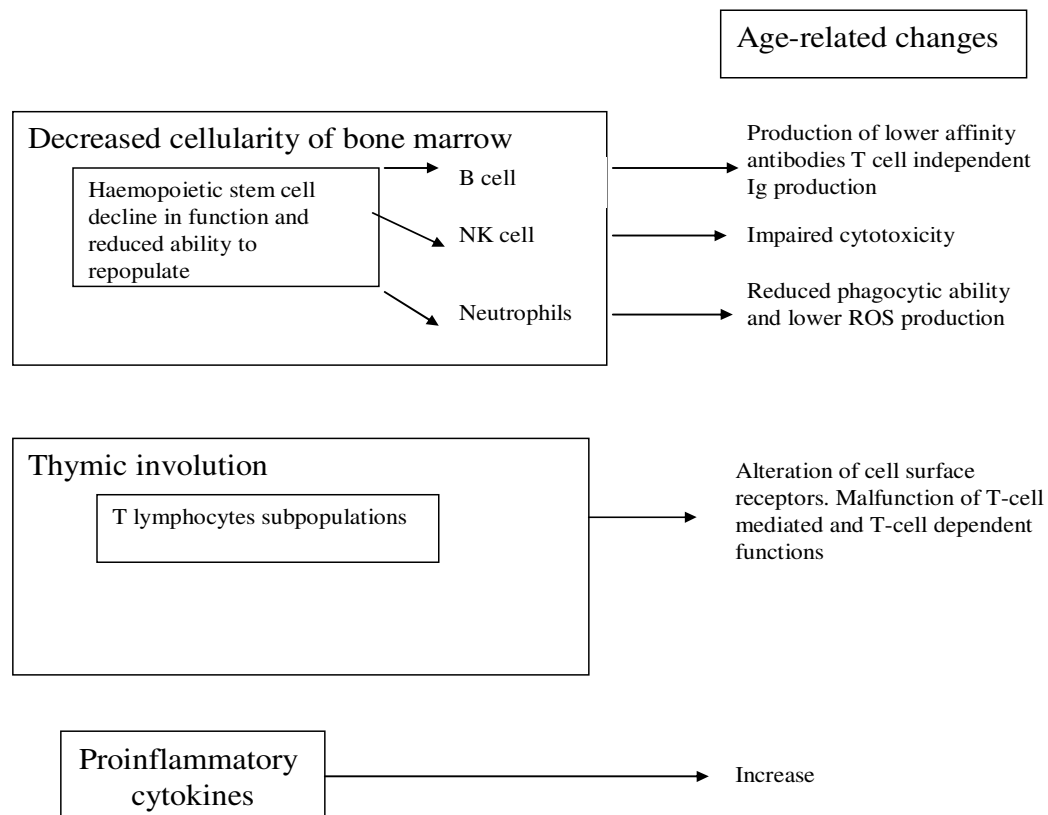 Age-related changes
Decreased cellularity of bone marrow
Haemopoietic stem cell
decline in function and
reduced ability to
repopulate
B cell
NK cell
Neutrophils
Production of lower affinity
antibodies T cell independent
Ig production
Impaired cytotoxicity
Reduced phagocytic ability
and lower ROS production
Thymic involution
T lymphocytes subpopulations
Alteration of cell surface
receptors. Malfunction of T-cell
mediated and T-cell dependent
functions
Proinflammatory
cytokines
Increase